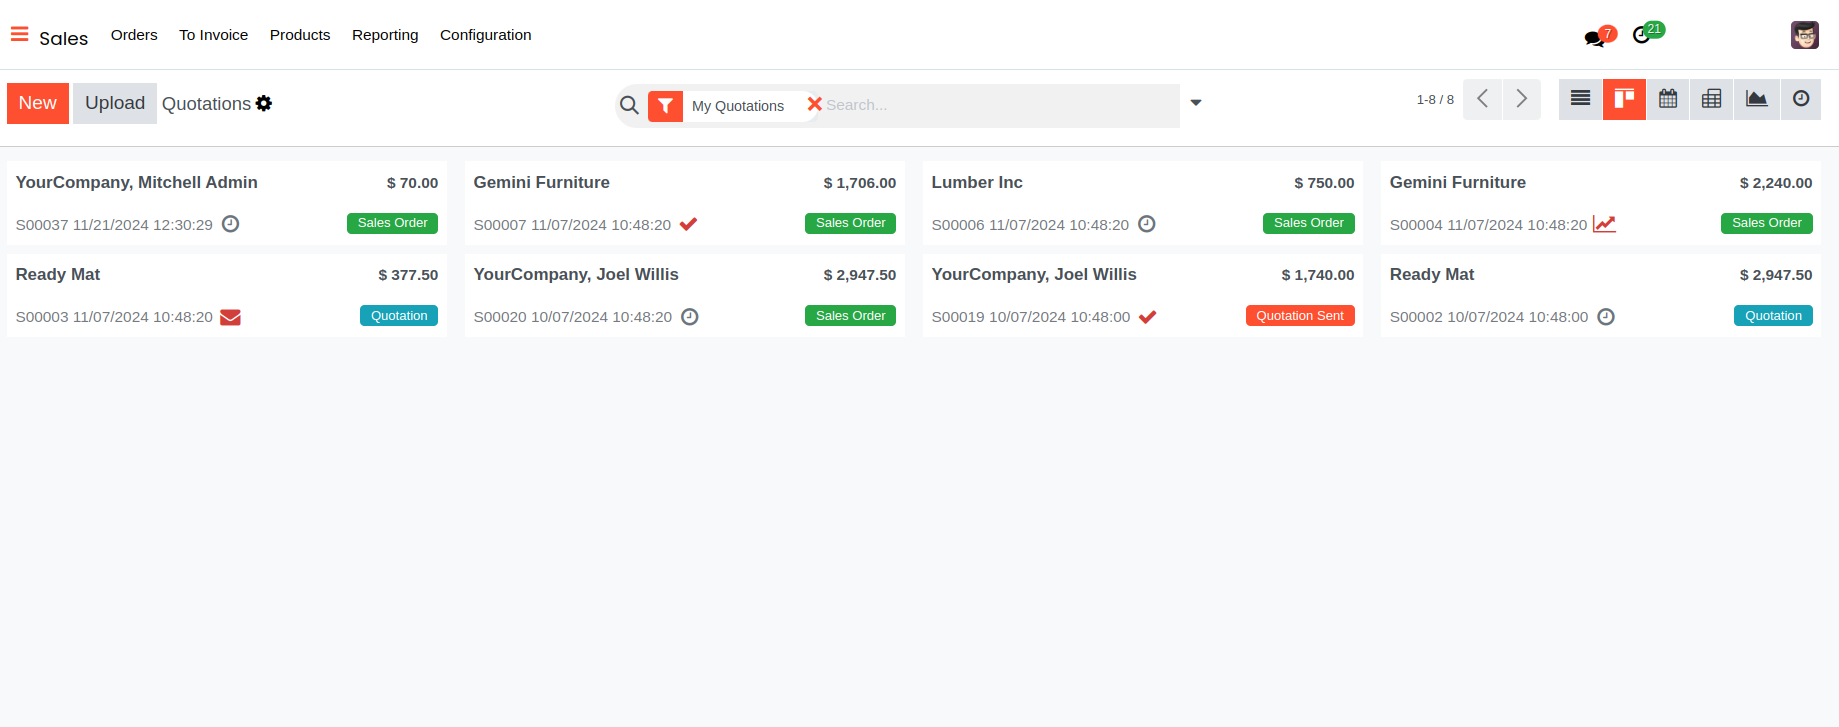 Sales Orders To Invoice Products Reporting Configuration 7 21
New Upload Quotations My Quotations Search... 1-8 / 8
YourCompany, Mitchell Admin $ 70.00
S00037 11/21/2024 12:30:29 Sales Order
Gemini Furniture $ 1,706.00
S00007 11/07/2024 10:48:20 Sales Order
Lumber Inc $ 750.00
S00006 11/07/2024 10:48:20 Sales Order
Gemini Furniture $ 2,240.00
S00004 11/07/2024 10:48:20 Sales Order
Ready Mat $ 377.50
S00003 11/07/2024 10:48:20 Quotation
YourCompany, Joel Willis $ 2,947.50
S00020 10/07/2024 10:48:20 Sales Order
YourCompany, Joel Willis $ 1,740.00
S00019 10/07/2024 10:48:00 Quotation Sent
Ready Mat $ 2,947.50
S00002 10/07/2024 10:48:00 Quotation